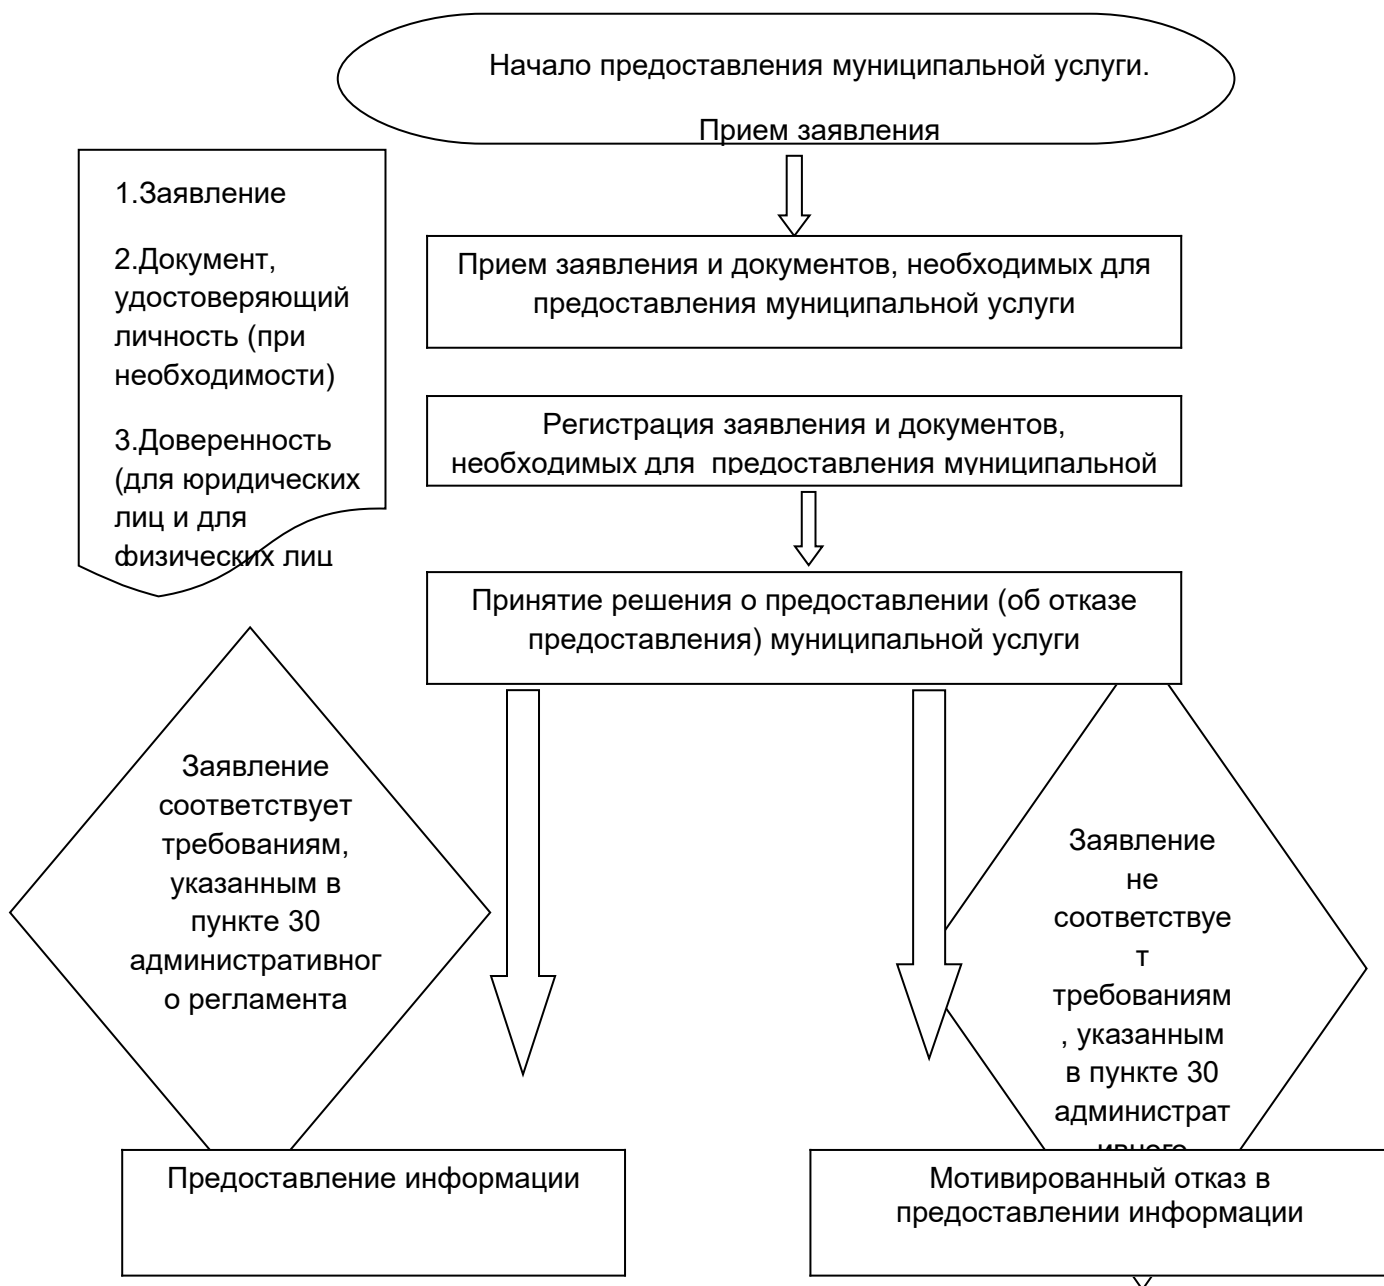 Начало предоставления муниципальной услуги.
Прием заявления
1.Заявление
2.Документ,
удостоверяющий
личность (при
необходимости)
3.Доверенность
(для юридических
лиц и для
физических лиц
Прием заявления и документов, необходимых для
предоставления муниципальной услуги
Регистрация заявления и документов,
необходимых для предоставления муниципальной
Принятие решения о предоставлении (об отказе
предоставления) муниципальной услуги
Заявление
соответствует
требованиям,
указанным в
пункте 30
административног
о регламента
Заявление
не
соответствуе
т
требованиям
, указанным
в пункте 30
администрат
ивного
Предоставление информации
Мотивированный отказ в
предоставлении информации